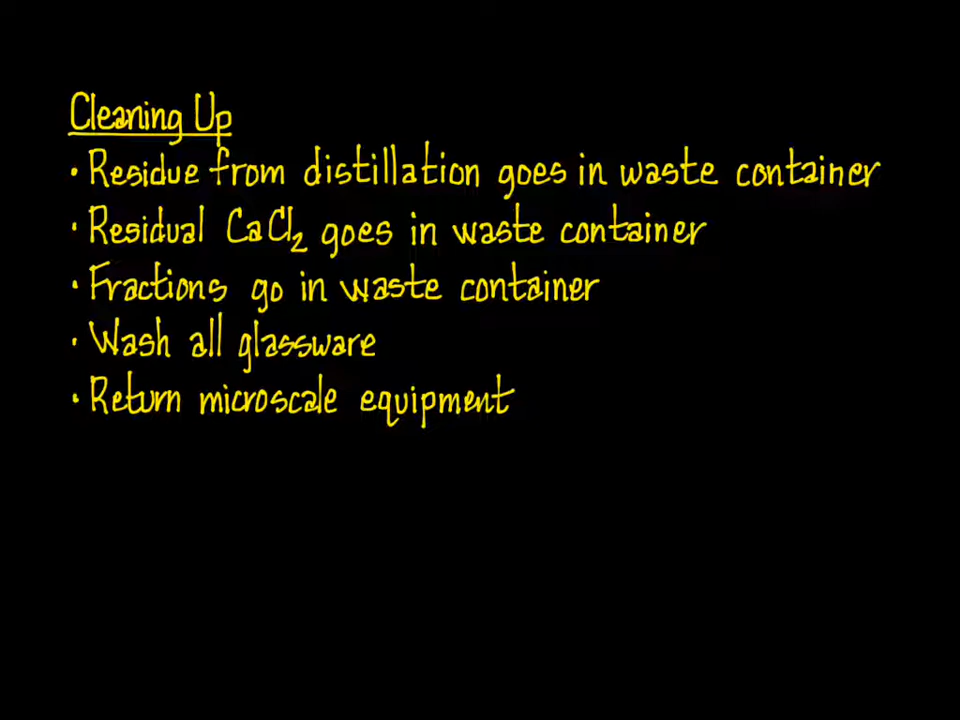 Cleaning Up
• Residue from distillation goes in waste container
• Residual CaCl₂ goes in waste container
• Fractions go in waste container
• Wash all glassware
• Return microscale equipment